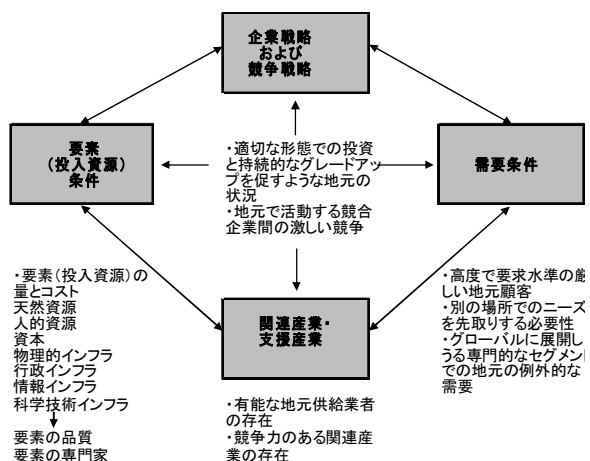 企業戦略
および
競争戦略
要素
(投入資源)
条件
・適切な形態での投資
と持続的なグレードアッ
プを促すような地元の
状況
・地元で活動する競合
企業間の激しい競争
需要条件
・要素(投入資源)の
量とコスト
天然資源
人的資源
資本
物理的インフラ
行政インフラ
情報インフラ
科学技術インフラ
要素の品質
要素の専門家
関連産業・
支援産業
・有能な地元供給業者
の存在
・競争力のある関連産
業の存在
・高度で要求水準の厳
しい地元顧客
・別の場所でのニーズ
を先取りする必要性
・グローバルに展開し
うる専門的なセグメン
での地元の例外的な
需要